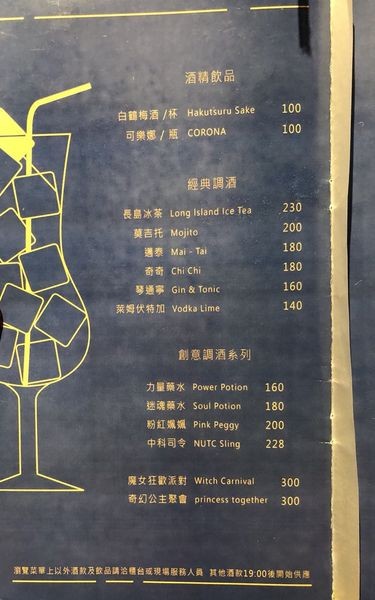 酒精飲品
白鶴梅酒 /杯 Hakutsuru Sake 100
可樂娜 / 瓶 CORONA 100
經典調酒
長島冰茶 Long Island Ice Tea 230
莫吉托 Mojito 200
邁泰 Mai - Tai 180
奇奇 Chi Chi 180
琴通寧 Gin & Tonic 160
萊姆伏特加 Vodka Lime 140
創意調酒系列
力量藥水 Power Potion 160
迷魂藥水 Soul Potion 180
粉紅姵姵 Pink Peggy 200
中科司令 NUTC Sling 228
魔女狂歡派對 Witch Carnival 300
奇幻公主聚會 princess together 300
瀏覽菜單上以外酒款及飲品請洽櫃台或現場服務人員 其他酒款19:00後開始供應